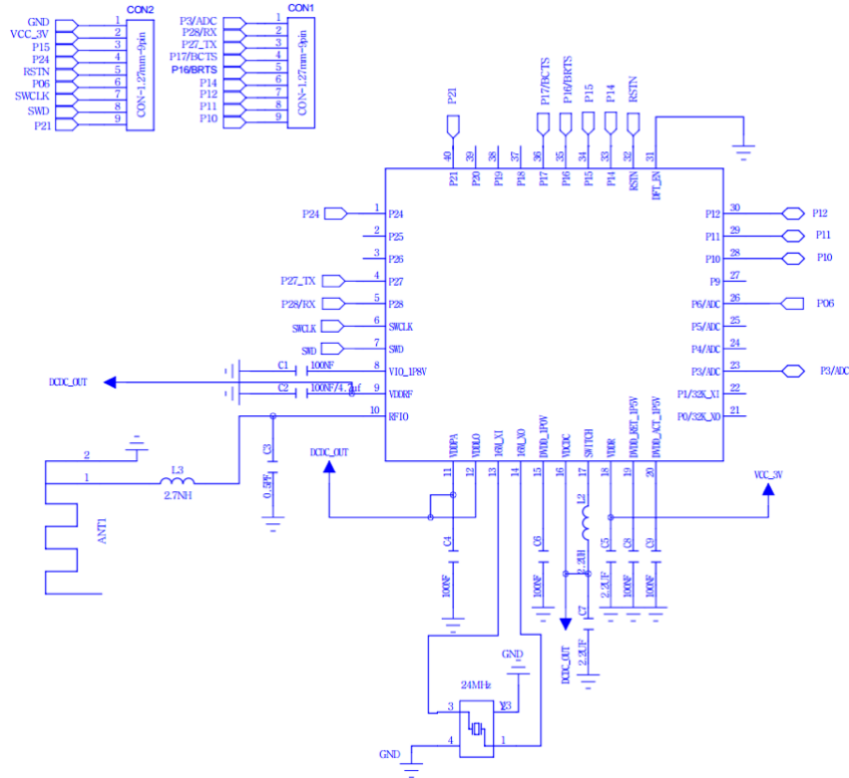 CON2
GND 1
VCC_3V 2
P15 3
P24 4
RSTN 5
P06 6
SWCLK 7
SWD 8
P21 9
CON-1.27mm-9pin
CON1
P3/ADC 1
P28/RX 2
P27_TX 3
P17/BCTS 4
P16/BRTS 5
P14 6
P12 7
P11 8
P10 9
CON-1.27mm-9pin
P21
P17/BCTS
P16/BRTS
P15
P14
RSTN
40 39 38 37 36 35 34 33 32 31
P21 P20 P19 P18 P17 P16 P15 P14 RSTN DFT_EN
P24 1 P24
2 P25
3 P26
P27_TX 4 P27
P28/RX 5 P28
SWCLK 6 SWCLK
SWD 7 SWD
C1 100NF 8 VIO_1P8V
DCDC_OUT
C2 100NF/4.7uf 9 VDDRF
10 RFIO
P12 30 P12
P11 29 P11
P10 28 P10
P9 27
P6/ADC 26 P06
P5/ADC 25
P4/ADC 24
P3/ADC 23 P3/ADC
P1/32K_XI 22
P0/32K_XO 21
VDDPA VDDLO 16M_XI 16M_XO DVDD_1P0V VDCDC SWITCH VDDR DVDD_RET_1P5V DVDD_ACT_1P5V
11 12 13 14 15 16 17 18 19 20
DCDC_OUT
VCC_3V
2
1
L3
2.7NH
C3
0.5PF
ANT1
C4
100NF
C6
100NF
L2
2.2UH
C5
2.2UF
C8
100NF
C9
100NF
C7
2.2UF
DCDC_OUT
GND
24MHz
3
2
4
1
GND